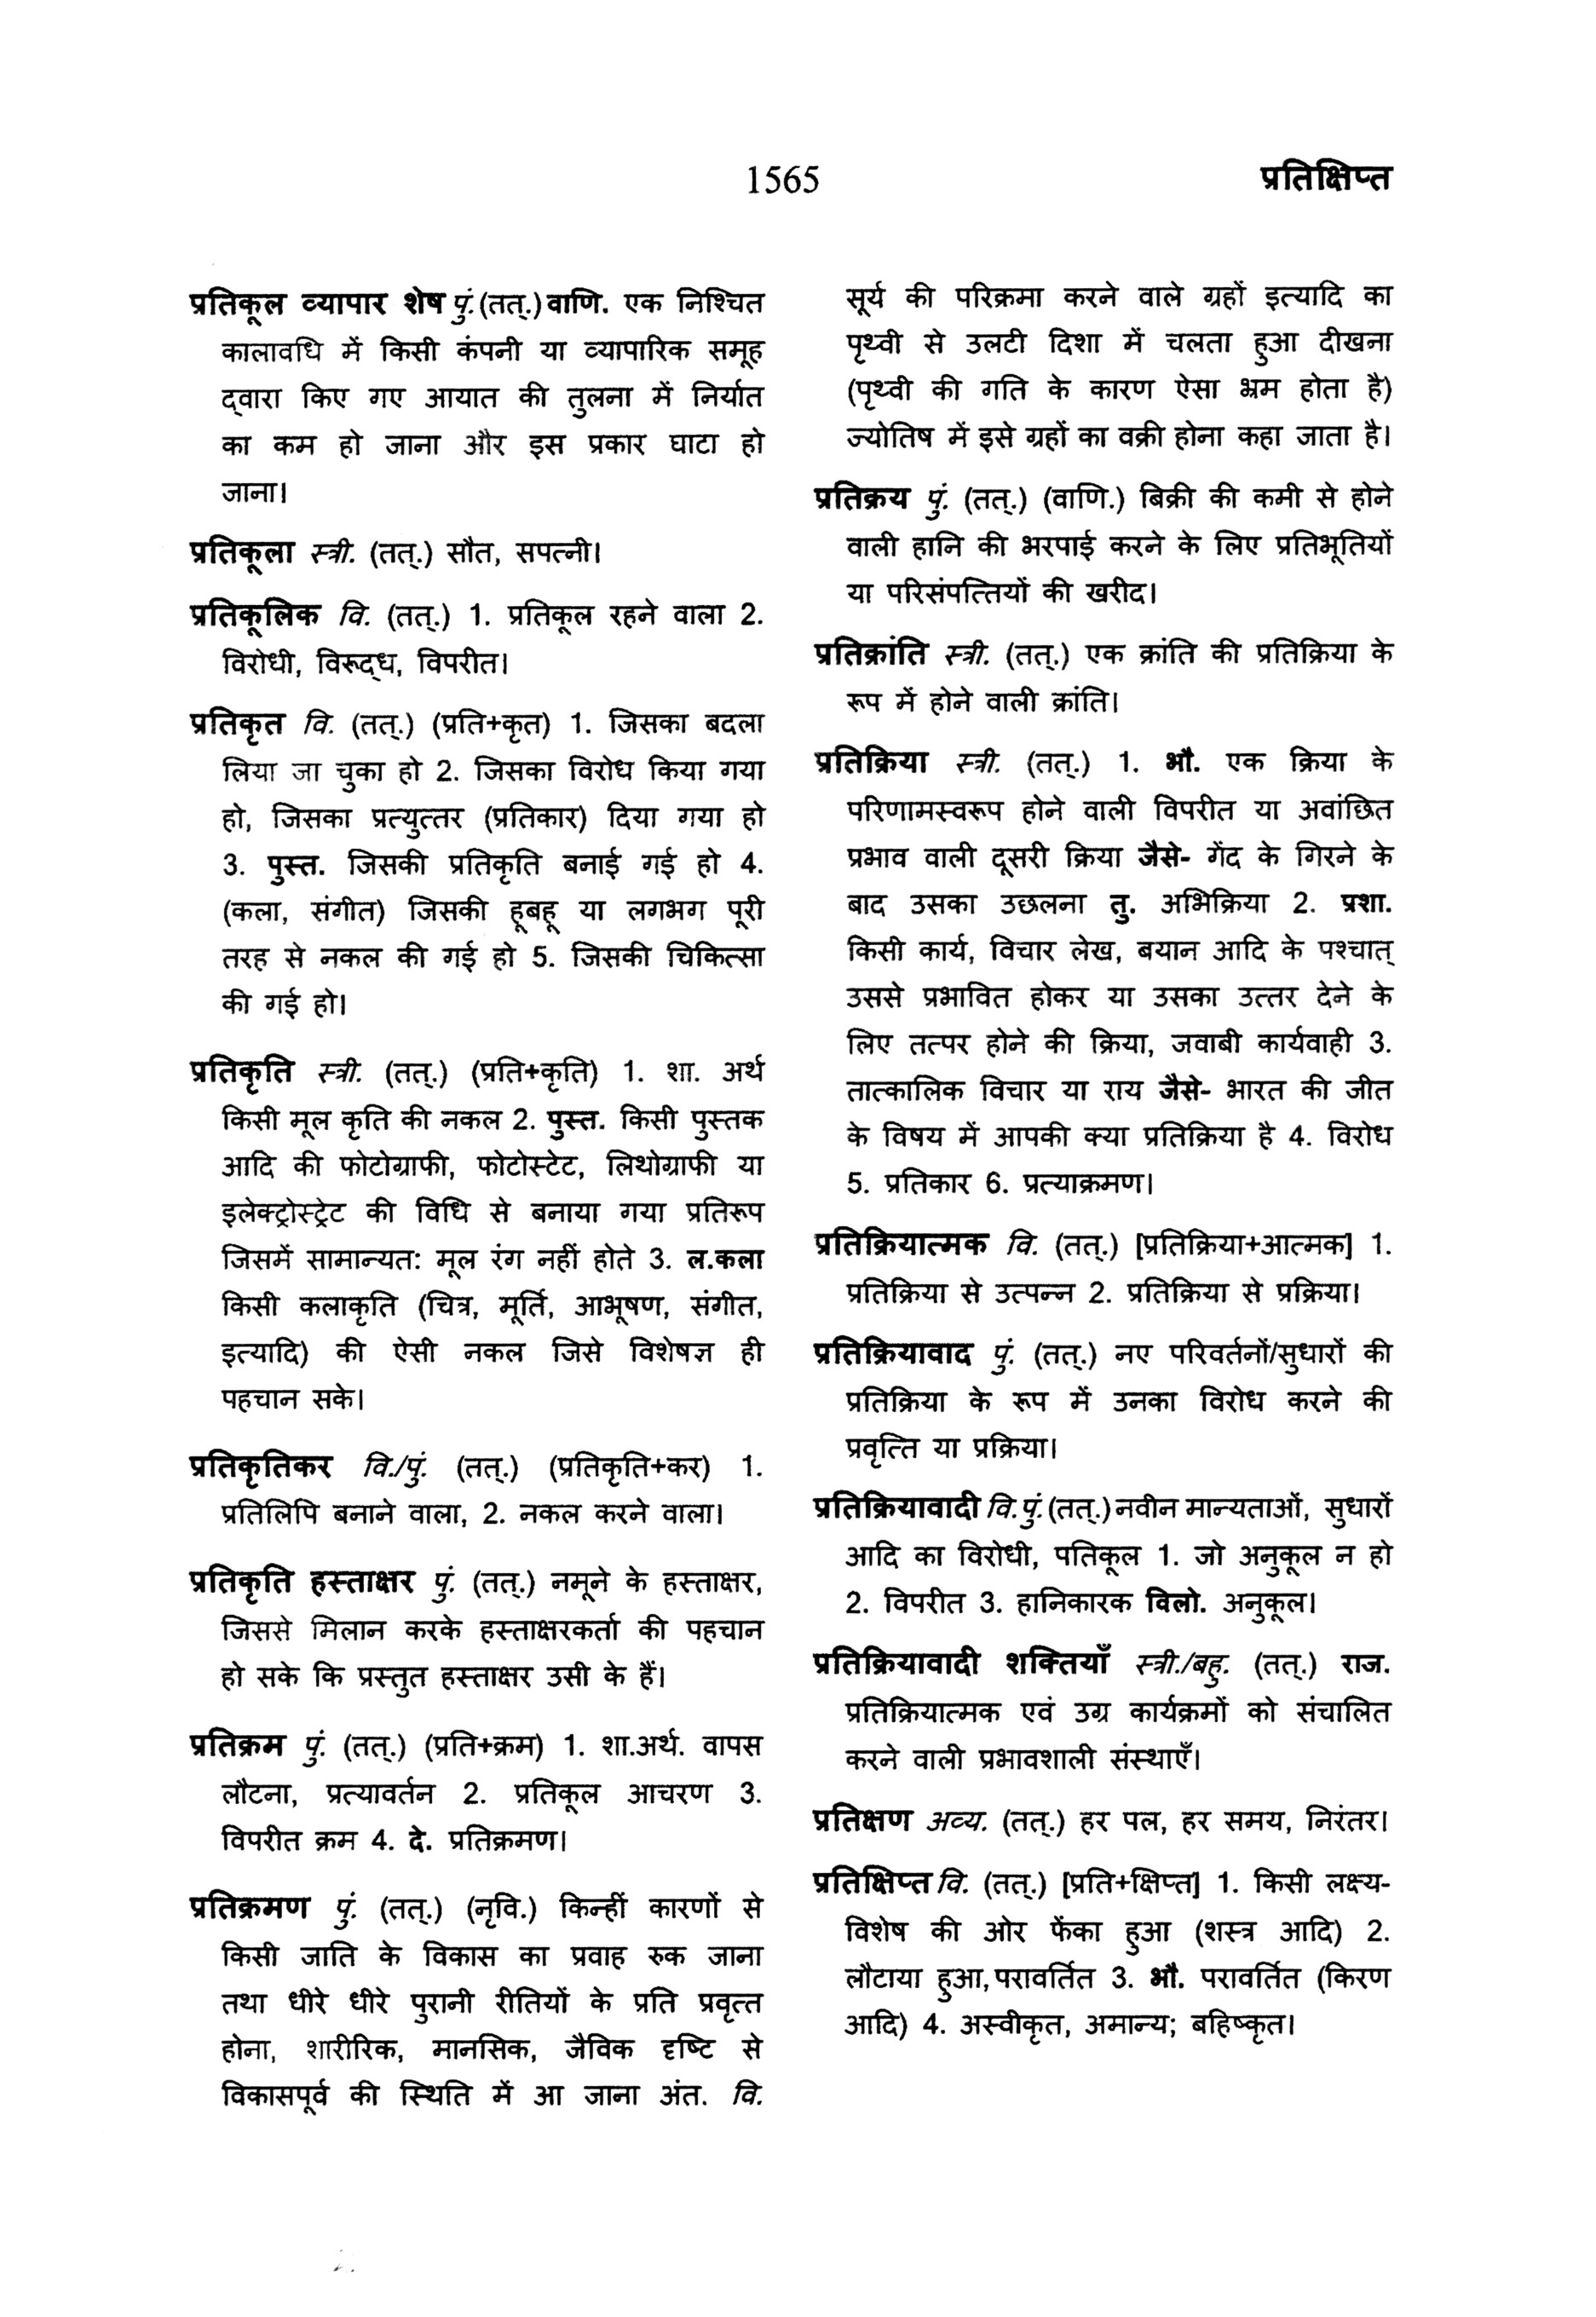 1565
प्रतिक्षिप्त
प्रतिकूल व्यापार शेष पुं.(तत्.) वाणि. एक निश्चित
कालावधि में किसी कंपनी या व्यापारिक समूह
द्वारा किए गए आयात की तुलना में निर्यात
का कम हो जाना और इस प्रकार घाटा हो
जाना।
प्रतिकूला स्त्री. (तत्.) सौत, सपत्नी।
प्रतिकूलिक वि. (तत्.) 1. प्रतिकूल रहने वाला 2.
विरोधी, विरूद्ध, विपरीत।
प्रतिकृत वि. (तत्.) (प्रति+कृत) 1. जिसका बदला
लिया जा चुका हो 2. जिसका विरोध किया गया
हो, जिसका प्रत्युत्तर (प्रतिकार) दिया गया हो
3. पुस्त. जिसकी प्रतिकृति बनाई गई हो 4.
(कला, संगीत) जिसकी हूबहू या लगभग पूरी
तरह से नकल की गई हो 5. जिसकी चिकित्सा
की गई हो।
प्रतिकृति स्त्री. (तत्.) (प्रति+कृति) 1. शा. अर्थ
किसी मूल कृति की नकल 2. पुस्त. किसी पुस्तक
आदि की फोटोग्राफी, फोटोस्टेट, लिथोग्राफी या
इलेक्ट्रोस्ट्रेट की विधि से बनाया गया प्रतिरूप
जिसमें सामान्यत: मूल रंग नहीं होते 3. ल.कला
किसी कलाकृति (चित्र, मूर्ति, आभूषण, संगीत,
इत्यादि) की ऐसी नकल जिसे विशेषज्ञ ही
पहचान सके।
प्रतिकृतिकर वि./पुं. (तत्.) (प्रतिकृति+कर) 1.
प्रतिलिपि बनाने वाला, 2. नकल करने वाला।
प्रतिकृति हस्ताक्षर पुं. (तत्.) नमूने के हस्ताक्षर,
जिससे मिलान करके हस्ताक्षरकर्ता की पहचान
हो सके कि प्रस्तुत हस्ताक्षर उसी के हैं।
प्रतिक्रम पुं. (तत्.) (प्रति+क्रम) 1. शा.अर्थ. वापस
लौटना, प्रत्यावर्तन 2. प्रतिकूल आचरण 3.
विपरीत क्रम 4. दे. प्रतिक्रमण।
प्रतिक्रमण पुं. (तत्.) (नृवि.) किन्हीं कारणों से
किसी जाति के विकास का प्रवाह रुक जाना
तथा धीरे धीरे पुरानी रीतियों के प्रति प्रवृत्त
होना, शारीरिक, मानसिक, जैविक दृष्टि से
विकासपूर्व की स्थिति में आ जाना अंत. वि.
सूर्य की परिक्रमा करने वाले ग्रहों इत्यादि का
पृथ्वी से उलटी दिशा में चलता हुआ दीखना
(पृथ्वी की गति के कारण ऐसा भ्रम होता है)
ज्योतिष में इसे ग्रहों का वक्री होना कहा जाता है।
प्रतिक्रय पुं. (तत्.) (वाणि.) बिक्री की कमी से होने
वाली हानि की भरपाई करने के लिए प्रतिभूतियों
या परिसंपत्तियों की खरीद।
प्रतिक्रांति स्त्री. (तत्.) एक क्रांति की प्रतिक्रिया के
रूप में होने वाली क्रांति।
प्रतिक्रिया स्त्री. (तत्.) 1. भौ. एक क्रिया के
परिणामस्वरूप होने वाली विपरीत या अवांछित
प्रभाव वाली दूसरी क्रिया जैसे- गेंद के गिरने के
बाद उसका उछलना तु. अभिक्रिया 2. प्रशा.
किसी कार्य, विचार लेख, बयान आदि के पश्चात्
उससे प्रभावित होकर या उसका उत्तर देने के
लिए तत्पर होने की क्रिया, जवाबी कार्यवाही 3.
तात्कालिक विचार या राय जैसे- भारत की जीत
के विषय में आपकी क्या प्रतिक्रिया है 4. विरोध
5. प्रतिकार 6. प्रत्याक्रमण।
प्रतिक्रियात्मक वि. (तत्.) [प्रतिक्रिया+आत्मक] 1.
प्रतिक्रिया से उत्पन्न 2. प्रतिक्रिया से प्रक्रिया।
प्रतिक्रियावाद पुं. (तत्.) नए परिवर्तनों/सुधारों की
प्रतिक्रिया के रूप में उनका विरोध करने की
प्रवृत्ति या प्रक्रिया।
प्रतिक्रियावादी वि.पुं. (तत्.) नवीन मान्यताओं, सुधारों
आदि का विरोधी, पतिकूल 1. जो अनुकूल न हो
2. विपरीत 3. हानिकारक विलो. अनुकूल।
प्रतिक्रियावादी शक्तियाँ स्त्री./बहु. (तत्.) राज.
प्रतिक्रियात्मक एवं उग्र कार्यक्रमों को संचालित
करने वाली प्रभावशाली संस्थाएँ।
प्रतिक्षण अव्य. (तत्.) हर पल, हर समय, निरंतर।
प्रतिक्षिप्त वि. (तत्.) [प्रति+क्षिप्त] 1. किसी लक्ष्य-
विशेष की ओर फेंका हुआ (शस्त्र आदि) 2.
लौटाया हुआ, परावर्तित 3. भौ. परावर्तित (किरण
आदि) 4. अस्वीकृत, अमान्य; बहिष्कृत।